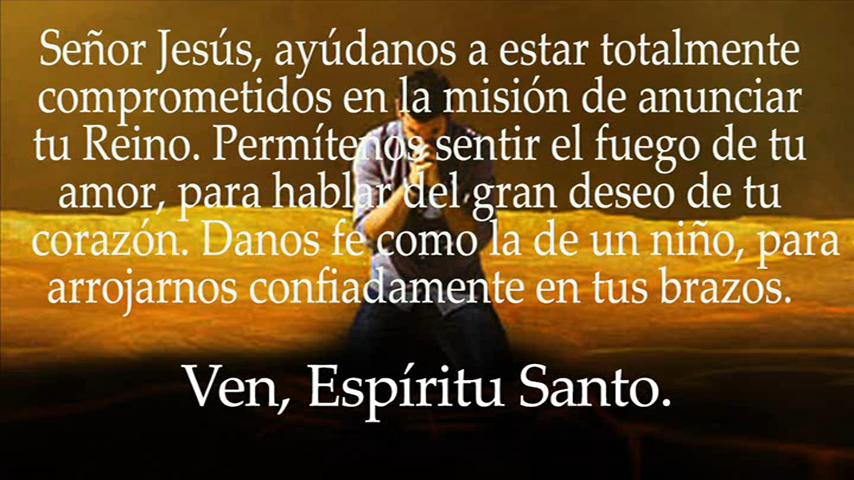 Señor Jesús, ayúdanos a estar totalmente
comprometidos en la misión de anunciar
tu Reino. Permítenos sentir el fuego de tu
amor, para hablar del gran deseo de tu
corazón. Danos fe como la de un niño, para
arrojarnos confiadamente en tus brazos.
Ven, Espíritu Santo.